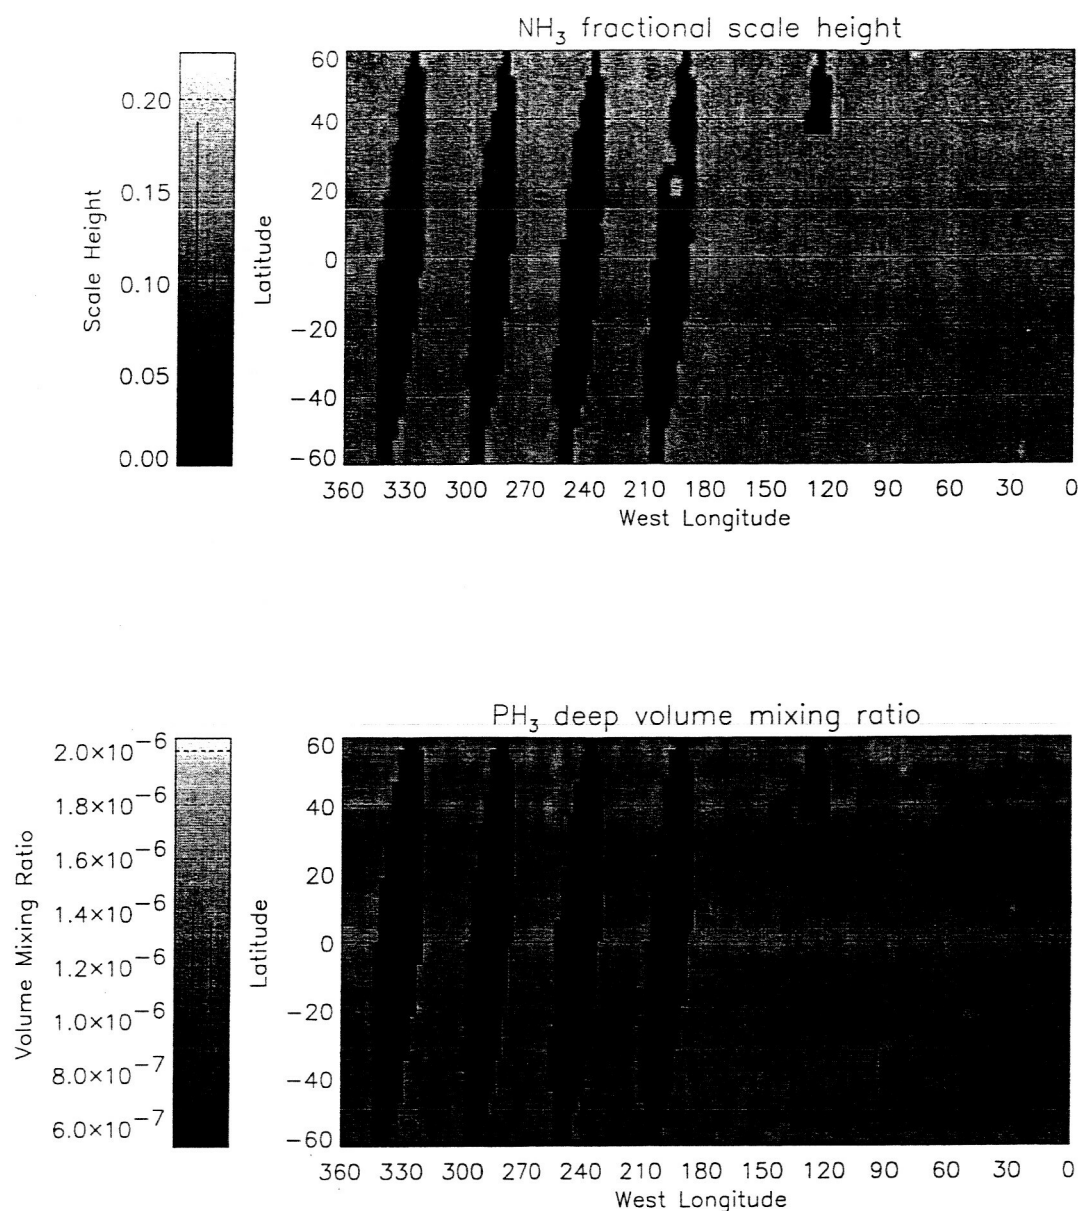 NH₃ fractional scale height
Scale Height
0.20
0.15
0.10
0.05
0.00
Latitude
60
40
20
0
−20
−40
−60
360 330 300 270 240 210 180 150 120 90 60 30 0
West Longitude
PH₃ deep volume mixing ratio
Volume Mixing Ratio
2.0×10⁻⁶
1.8×10⁻⁶
1.6×10⁻⁶
1.4×10⁻⁶
1.2×10⁻⁶
1.0×10⁻⁶
8.0×10⁻⁷
6.0×10⁻⁷
Latitude
60
40
20
0
−20
−40
−60
360 330 300 270 240 210 180 150 120 90 60 30 0
West Longitude